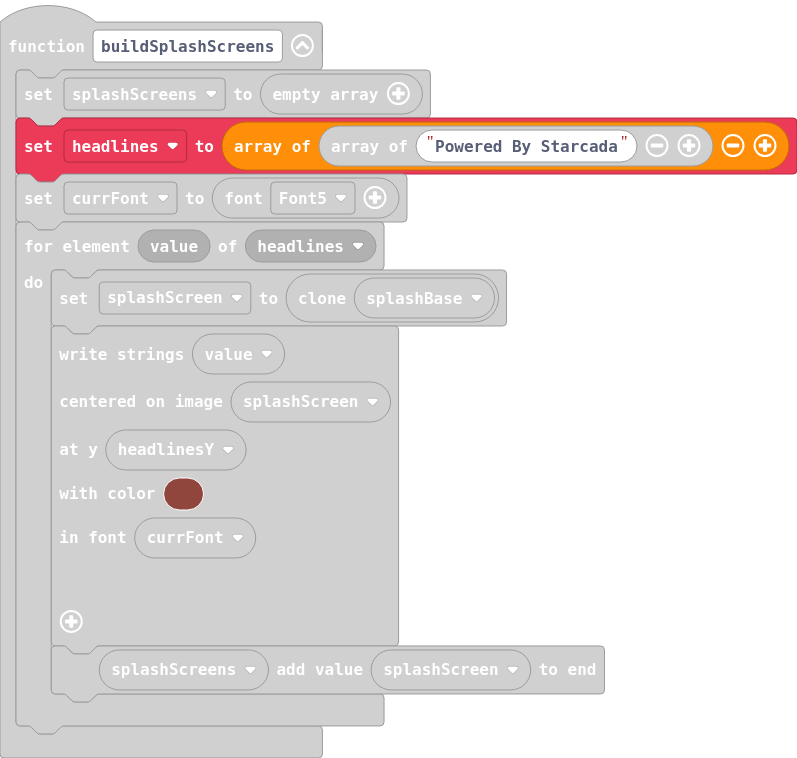 function buildSplashScreens
set splashScreens to empty array
set headlines to array of array of "Powered By Starcada"
set currFont to font Font5
for element value of headlines
do
set splashScreen to clone splashBase
write strings value
centered on image splashScreen
at y headlinesY
with color
in font currFont
splashScreens add value splashScreen to end